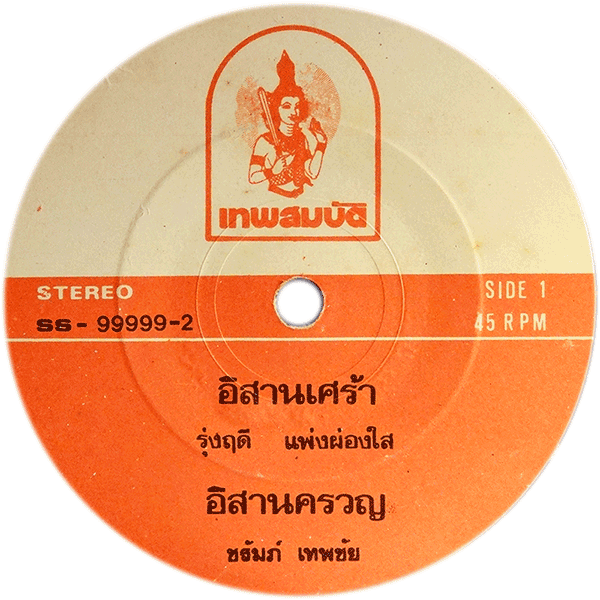 เทพสมบัติ
STEREO SIDE 1
SS - 99999-2 45 RPM
อิสานเศร้า
รุ่งฤดี แพ่งผ่องใส
อิสานครวญ
ชรัมภ์ เทพชัย